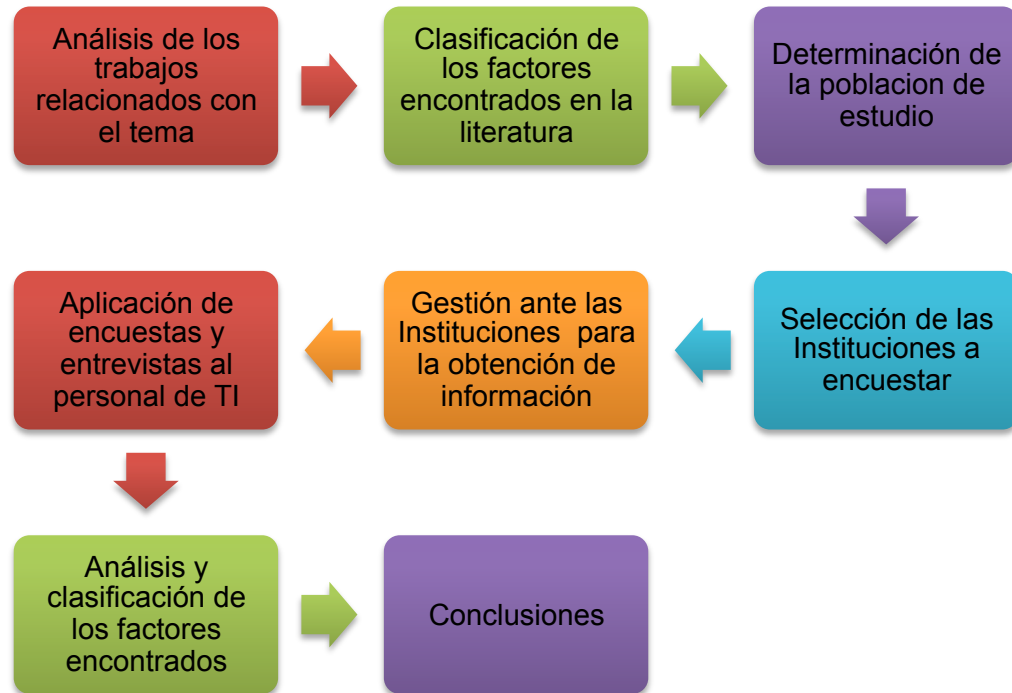 Análisis de los
trabajos
relacionados con
el tema
Clasificación de
los factores
encontrados en la
literatura
Determinación de
la poblacion de
estudio
Selección de las
Instituciones a
encuestar
Gestión ante las
Instituciones para
la obtención de
información
Aplicación de
encuestas y
entrevistas al
personal de TI
Análisis y
clasificación de
los factores
encontrados
Conclusiones